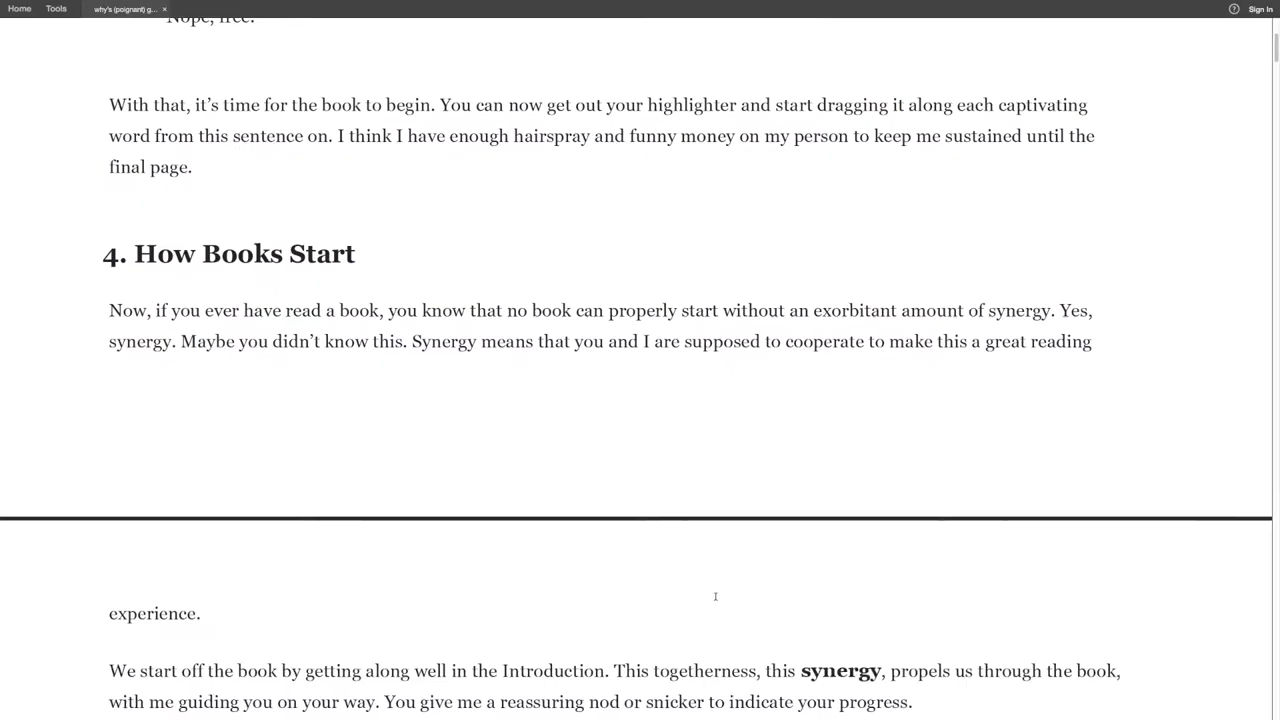 Home Tools why's (poignant) g... × ? Sign In
Nope, free.
With that, it’s time for the book to begin. You can now get out your highlighter and start dragging it along each captivating
word from this sentence on. I think I have enough hairspray and funny money on my person to keep me sustained until the
final page.
4. How Books Start
Now, if you ever have read a book, you know that no book can properly start without an exorbitant amount of synergy. Yes,
synergy. Maybe you didn’t know this. Synergy means that you and I are supposed to cooperate to make this a great reading
experience.
We start off the book by getting along well in the Introduction. This togetherness, this synergy, propels us through the book,
with me guiding you on your way. You give me a reassuring nod or snicker to indicate your progress.